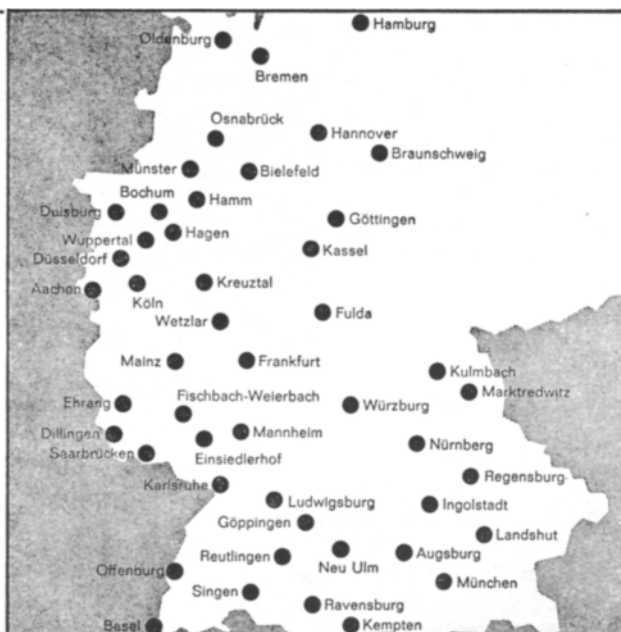 Hamburg
Oldenburg
Bremen
Osnabrück
Hannover
Braunschweig
Münster
Bielefeld
Bochum
Hamm
Duisburg
Göttingen
Hagen
Wuppertal
Kassel
Düsseldorf
Aachen
Köln
Kreuztal
Wetzlar
Fulda
Mainz
Frankfurt
Kulmbach
Marktredwitz
Ehrang
Fischbach-Weierbach
Würzburg
Dillingen
Mannheim
Nürnberg
Saarbrücken
Einsiedlerhof
Regensburg
Karlsruhe
Ludwigsburg
Ingolstadt
Göppingen
Landshut
Reutlingen
Neu Ulm
Augsburg
Offenburg
München
Singen
Ravensburg
Basel
Kempten